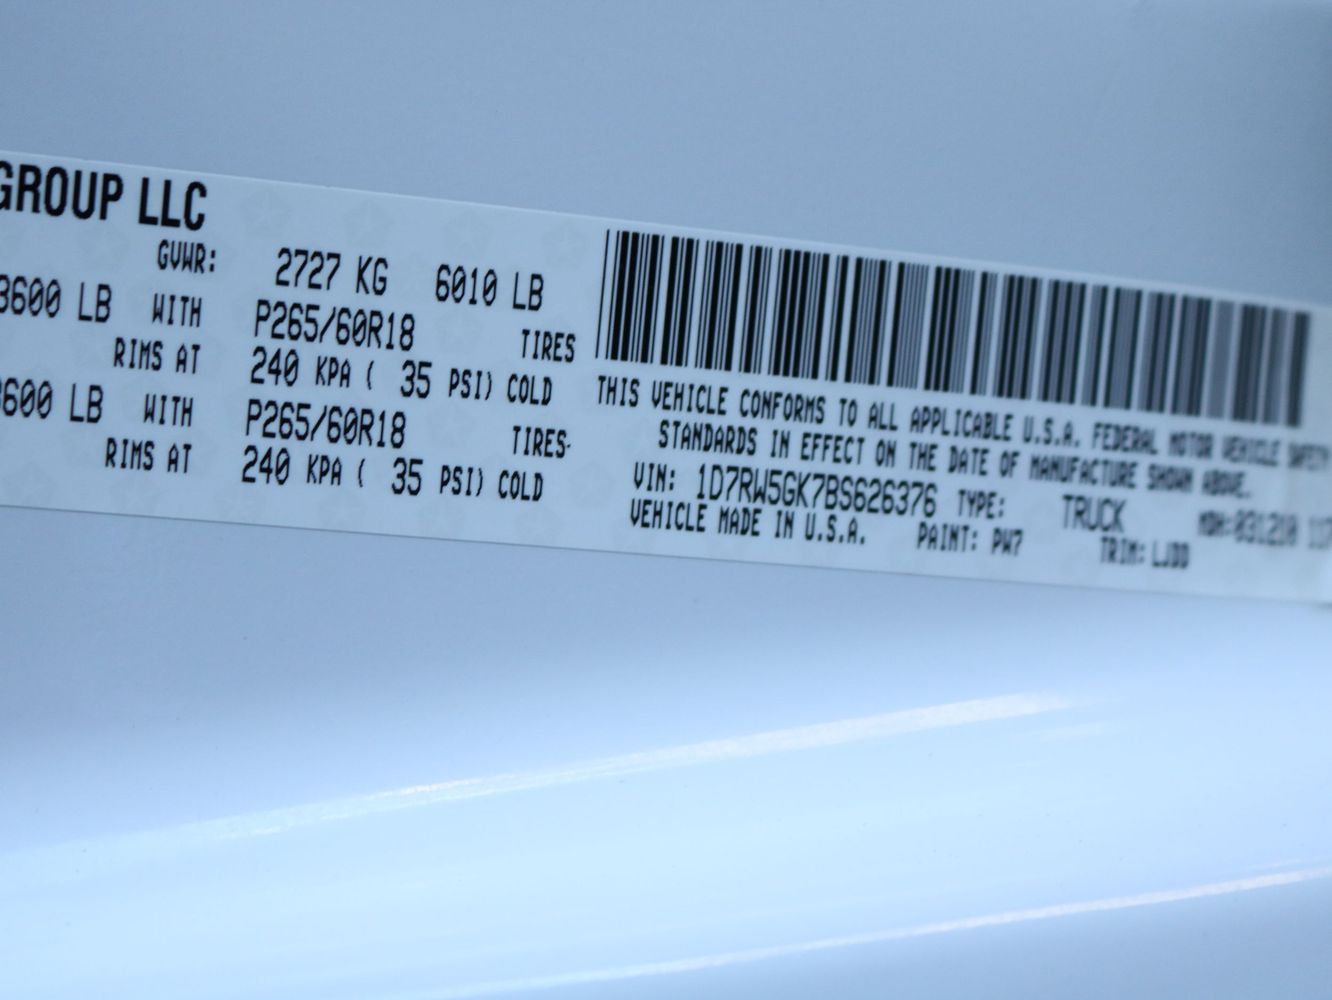 GROUP LLC
GVWR: 2727 KG 6010 LB
3600 LB WITH P265/60R18 TIRES
RIMS AT 240 KPA ( 35 PSI) COLD
3600 LB WITH P265/60R18 TIRES
RIMS AT 240 KPA ( 35 PSI) COLD
THIS VEHICLE CONFORMS TO ALL APPLICABLE U.S.A. FEDERAL MOTOR VEHICLE SAFETY
STANDARDS IN EFFECT ON THE DATE OF MANUFACTURE SHOWN ABOVE.
VIN: 1D7RW5GK7BS626376 TYPE: TRUCK MDH:031210 117
VEHICLE MADE IN U.S.A. PAINT: PW7 TRIM: LJDD